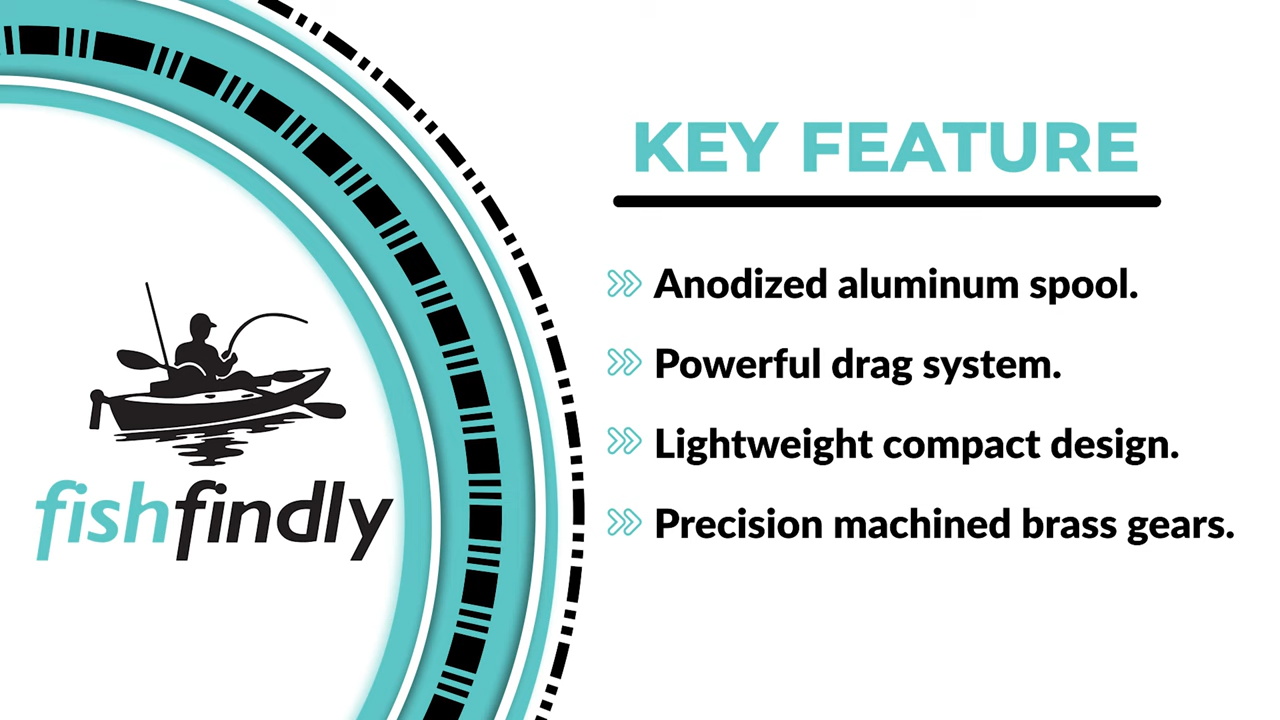 KEY FEATURE
Anodized aluminum spool.
Powerful drag system.
Lightweight compact design.
Precision machined brass gears.
fishfindly